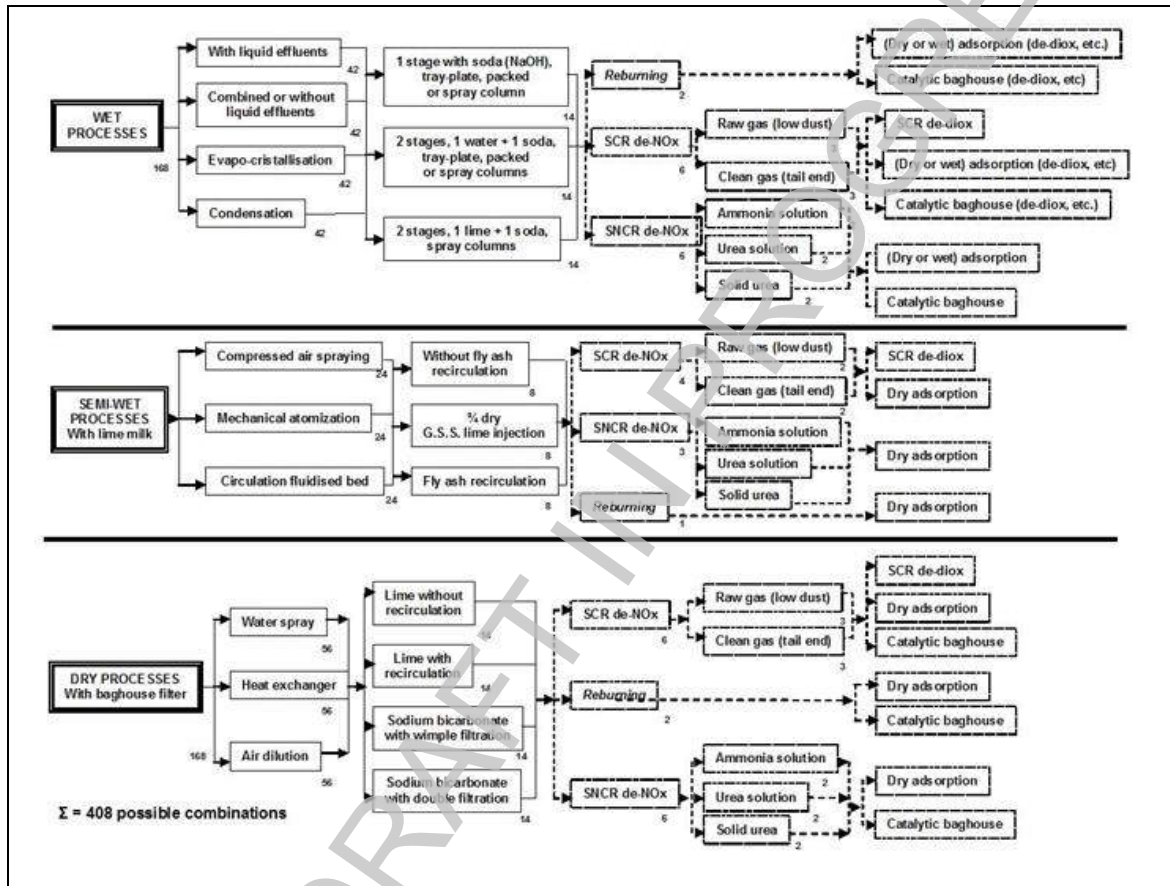 With liquid effluents
42
Combined or without
liquid effluents
42
WET
PROCESSES
168
Evapo-cristallisation
42
Condensation
42
1 stage with soda (NaOH),
tray-plate, packed
or spray column
14
2 stages, 1 water + 1 soda,
tray-plate, packed
or spray columns
14
2 stages, 1 lime + 1 soda,
spray columns
14
Reburning
2
SCR de-NOx
6
SNCR de-NOx
6
Raw gas (low dust)
3
Clean gas (tail end)
3
Ammonia solution
Urea solution
2
Solid urea
2
(Dry or wet) adsorption (de-diox, etc.)
Catalytic baghouse (de-diox, etc)
SCR de-diox
(Dry or wet) adsorption (de-diox, etc)
Catalytic baghouse (de-diox, etc.)
(Dry or wet) adsorption
Catalytic baghouse
SEMI-WET
PROCESSES
With lime milk
Compressed air spraying
24
Mechanical atomization
24
Circulation fluidised bed
24
Without fly ash
recirculation
8
¾ dry
G.S.S. lime injection
8
Fly ash recirculation
8
SCR de-NOx
4
SNCR de-NOx
3
Reburning
1
Raw gas (low dust)
2
Clean gas (tail end)
2
Ammonia solution
Urea solution
Solid urea
SCR de-diox
Dry adsorption
Dry adsorption
Dry adsorption
DRY PROCESSES
With baghouse filter
168
Water spray
56
Heat exchanger
56
Air dilution
56
Lime without
recirculation
14
Lime with
recirculation
14
Sodium bicarbonate
with wimple filtration
14
Sodium bicarbonate
with double filtration
14
SCR de-NOx
6
Reburning
2
SNCR de-NOx
6
Raw gas (low dust)
3
Clean gas (tail end)
3
Ammonia solution
2
Urea solution
2
Solid urea
2
SCR de-diox
Dry adsorption
Catalytic baghouse
Dry adsorption
Catalytic baghouse
Dry adsorption
Catalytic baghouse
Σ = 408 possible combinations
DRAFT IN PROGRE